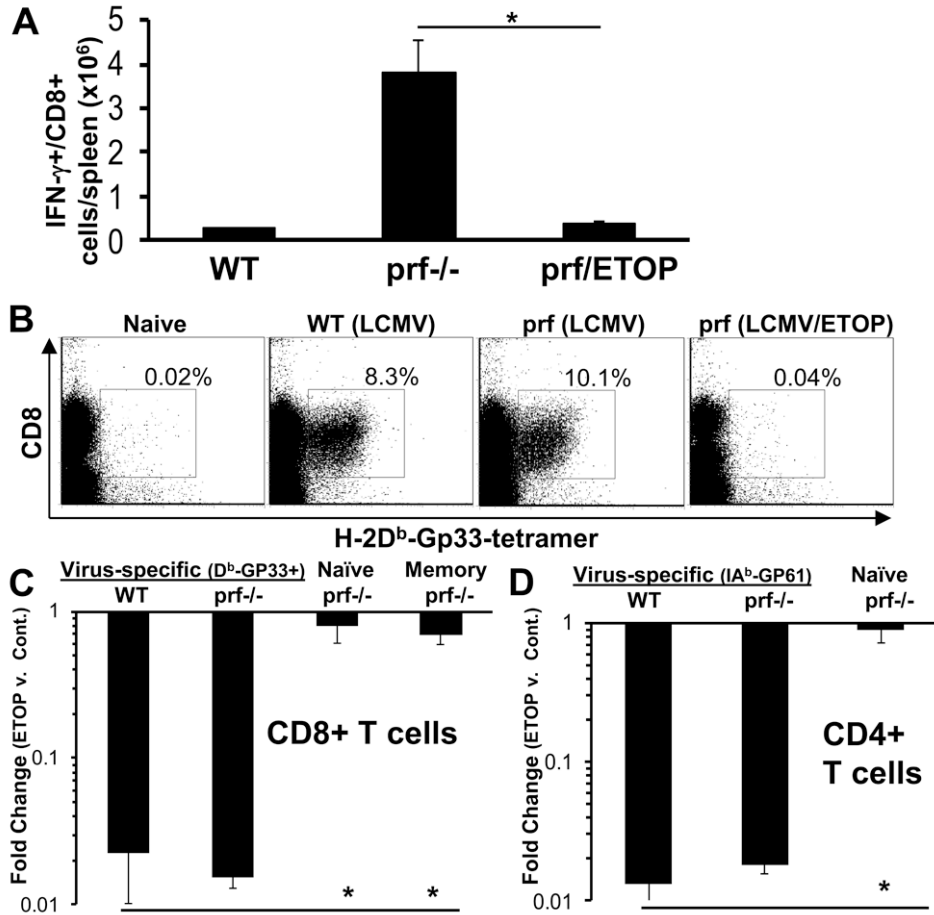 A
IFN-γ+/CD8+
cells/spleen (x10⁶)
5
4
3
2
1
0
*
WT prf-/- prf/ETOP
B
Naive WT (LCMV) prf (LCMV) prf (LCMV/ETOP)
0.02% 8.3% 10.1% 0.04%
CD8
H-2Dᵇ-Gp33-tetramer
C
Virus-specific (Dᵇ-GP33+) Naïve Memory
WT prf-/- prf-/- prf-/-
Fold Change (ETOP v. Cont.)
1
0.1
0.01
CD8+ T cells
* *
D
Virus-specific (IAᵇ-GP61) Naïve
WT prf-/- prf-/-
Fold Change (ETOP v. Cont.)
1
0.1
0.01
CD4+
T cells
*